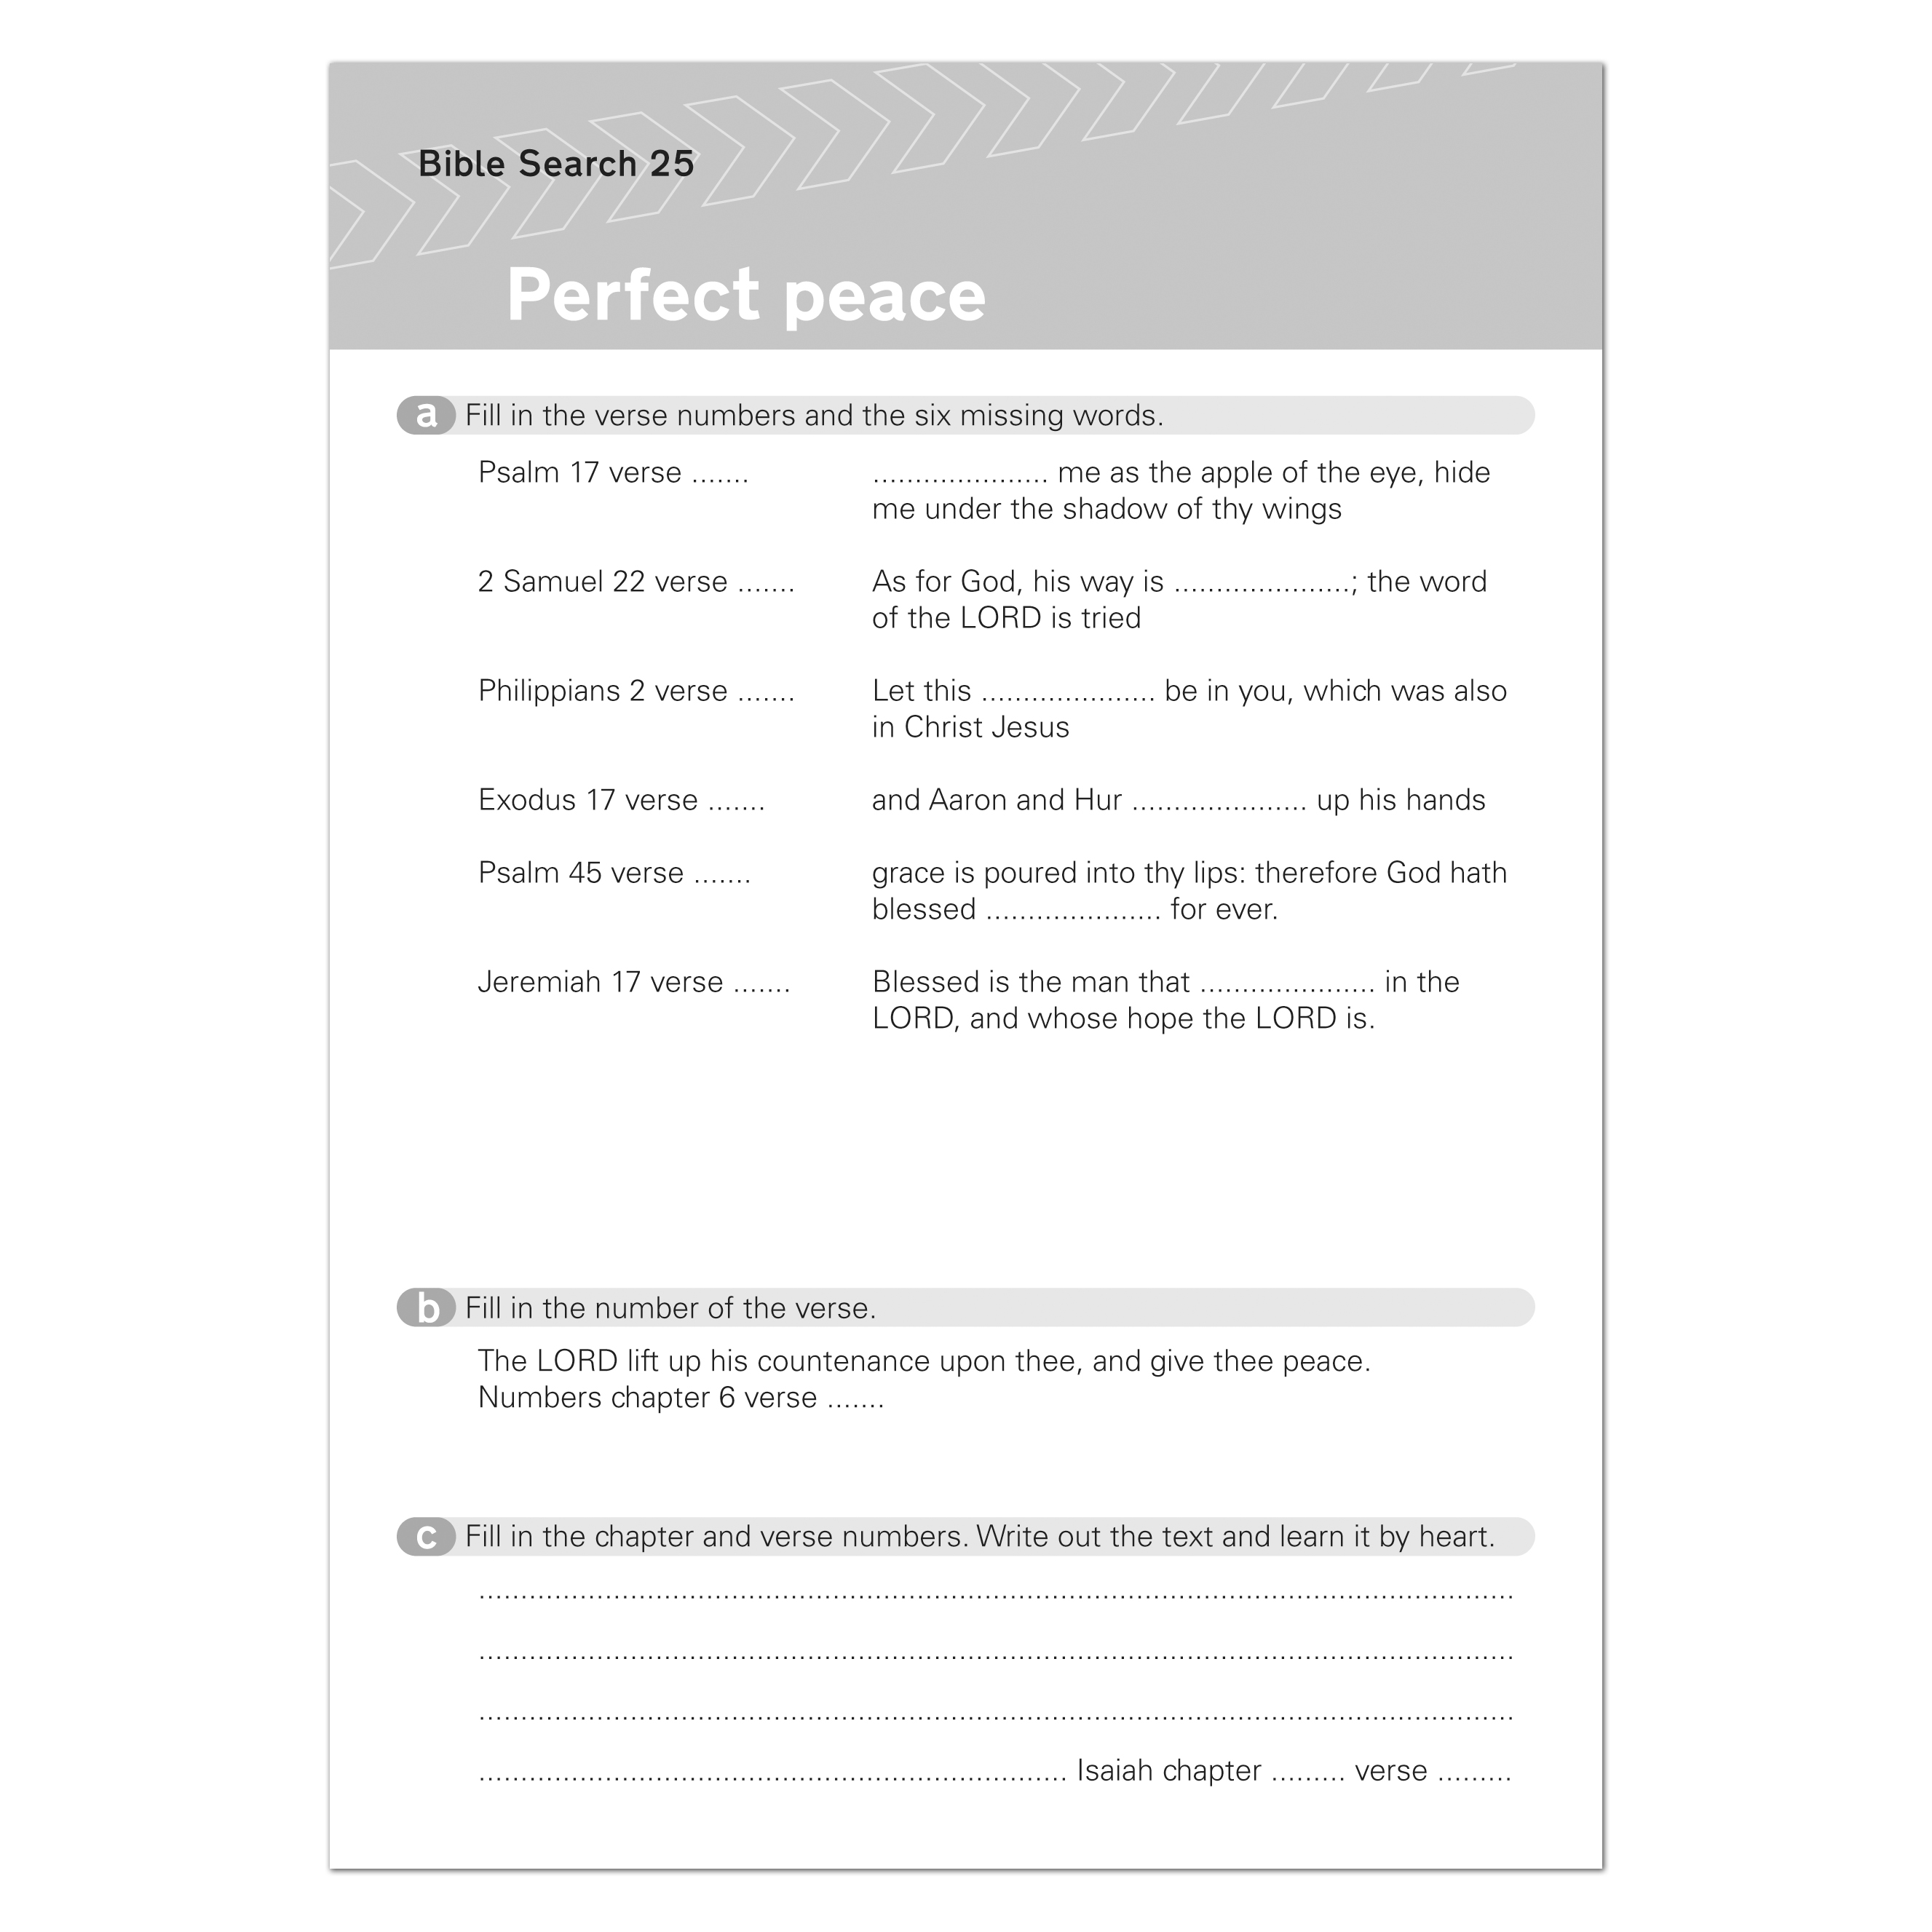 Bible Search 25
Perfect peace
a Fill in the verse numbers and the six missing words.
Psalm 17 verse .......
..................... me as the apple of the eye, hide
me under the shadow of thy wings
2 Samuel 22 verse .......
As for God, his way is .....................; the word
of the LORD is tried
Philippians 2 verse .......
Let this ..................... be in you, which was also
in Christ Jesus
Exodus 17 verse .......
and Aaron and Hur ..................... up his hands
Psalm 45 verse .......
grace is poured into thy lips: therefore God hath
blessed ..................... for ever.
Jeremiah 17 verse .......
Blessed is the man that ..................... in the
LORD, and whose hope the LORD is.
b Fill in the number of the verse.
The LORD lift up his countenance upon thee, and give thee peace.
Numbers chapter 6 verse .......
c Fill in the chapter and verse numbers. Write out the text and learn it by heart.
...........................................................................................................................
...........................................................................................................................
...........................................................................................................................
...................................................................... Isaiah chapter ......... verse .........